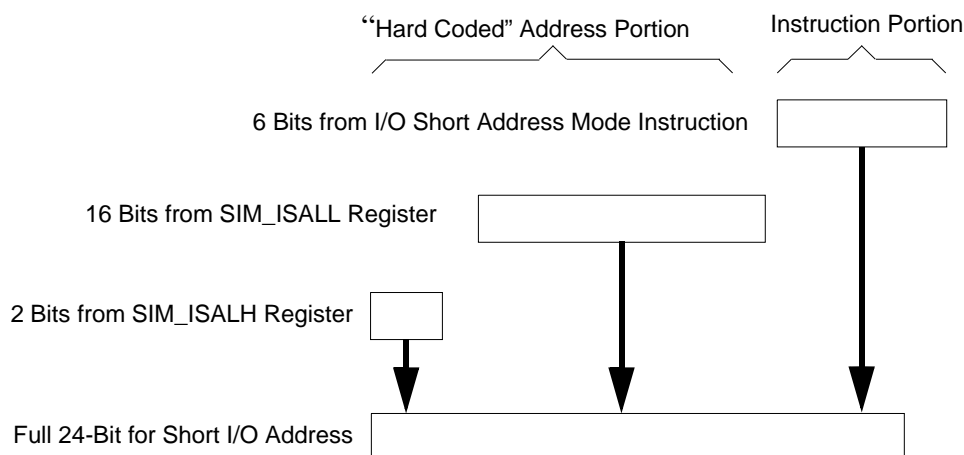 “Hard Coded” Address Portion
Instruction Portion
6 Bits from I/O Short Address Mode Instruction
16 Bits from SIM_ISALL Register
2 Bits from SIM_ISALH Register
Full 24-Bit for Short I/O Address